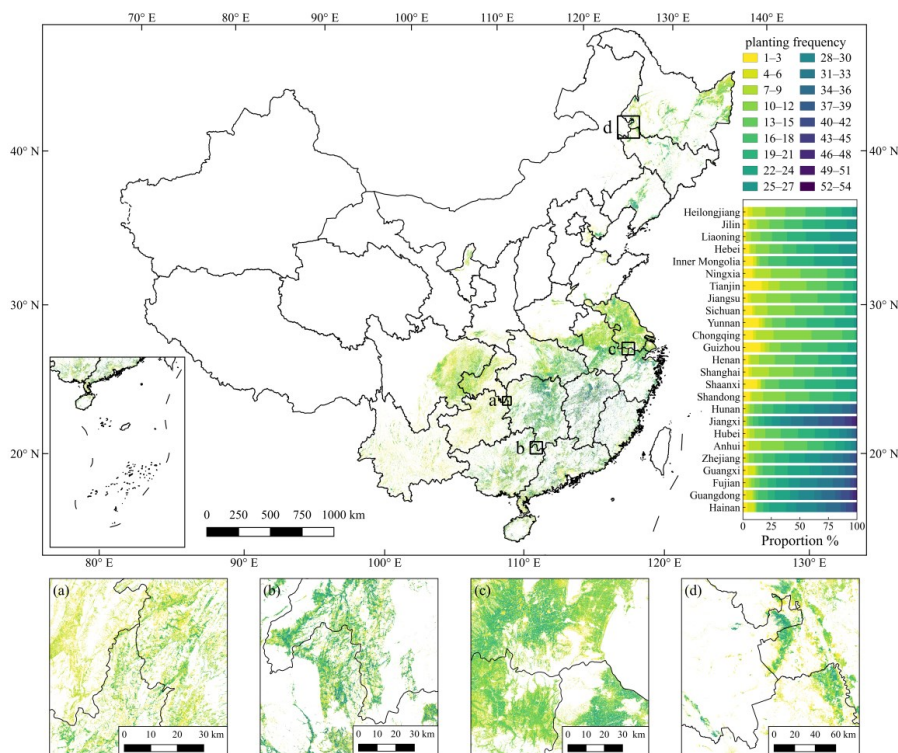 70° E 80° E 90° E 100° E 110° E 120° E 130° E 140° E
planting frequency
1–3 28–30
4–6 31–33
7–9 34–36
10–12 37–39
13–15 40–42
16–18 43–45
19–21 46–48
22–24 49–51
25–27 52–54
d
40° N 40° N
Heilongjiang
Jilin
Liaoning
Hebei
Inner Mongolia
Ningxia
30° N 30° N
Tianjin
Jiangsu
Sichuan
Yunnan
Chongqing
c
Guizhou
Henan
Shanghai
Shaanxi
a
Shandong
Hunan
Jiangxi
Hubei
b
Anhui
20° N 20° N
Zhejiang
Guangxi
Fujian
Guangdong
Hainan
0 250 500 750 1000 km
0 25 50 75 100
Proportion %
80° E 90° E 100° E 110° E 120° E 130° E
(a) (b) (c) (d)
0 10 20 30 km 0 10 20 30 km 0 10 20 30 km 0 20 40 60 km